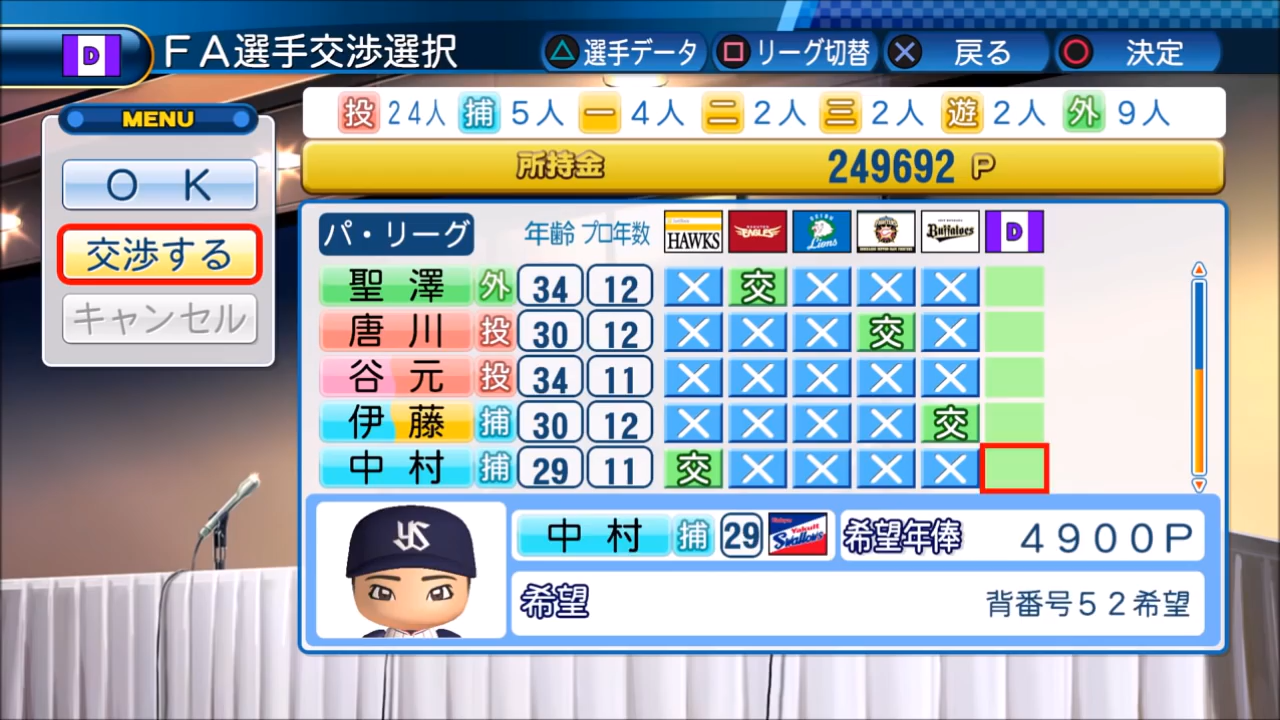 D FA選手交渉選択 △選手データ □リーグ切替 ×戻る ○決定
MENU
OK
交渉する
キャンセル
投24人 捕5人 一4人 二2人 三2人 遊2人 外9人
所持金 249692P
パ・リーグ 年齢 プロ年数 HAWKS EAGLES Lions FIGHTERS Buffaloes D
聖澤 外 34 12 × 交 × × ×
唐川 投 30 12 × × × 交 ×
谷元 投 34 11 × × × × ×
伊藤 捕 30 12 × × × × 交
中村 捕 29 11 交 × × × ×
YS
中村 捕 29 Yakult Swallows 希望年俸 4900P
希望 背番号52希望